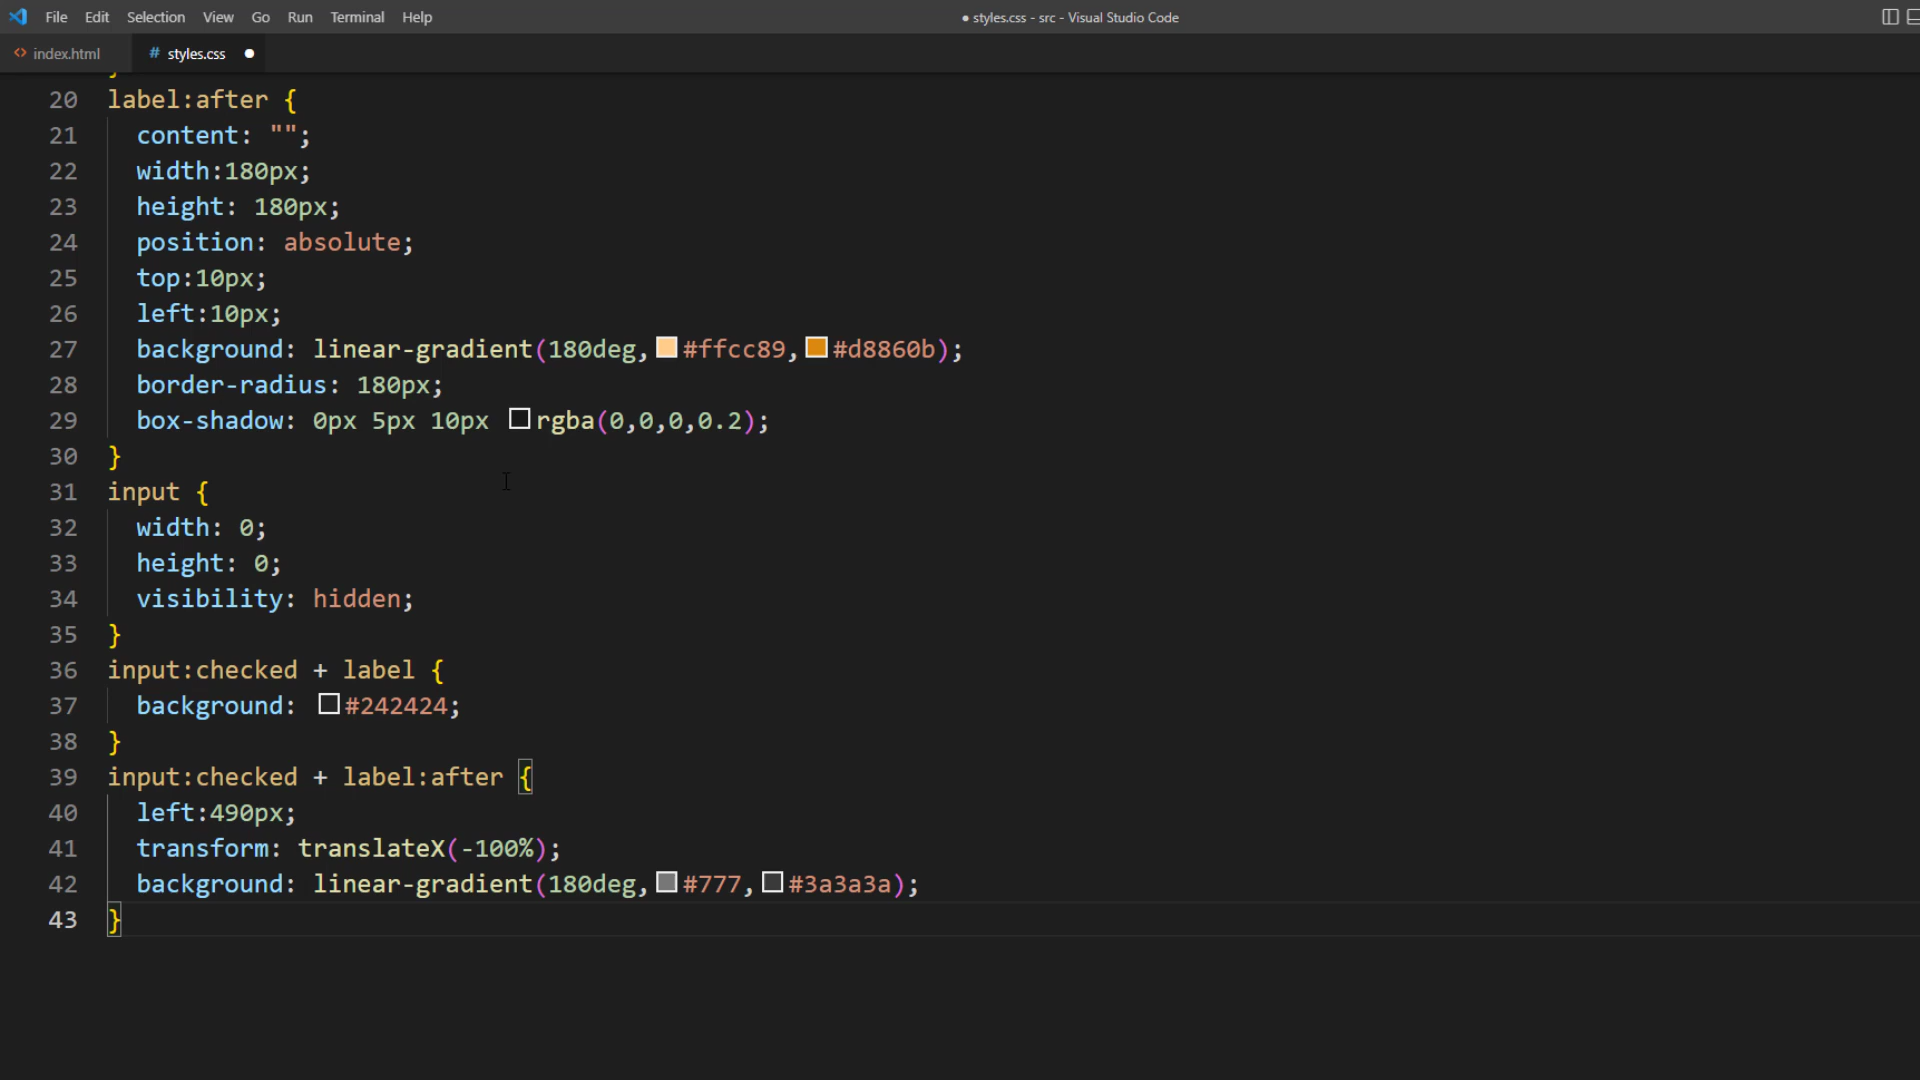 File Edit Selection View Go Run Terminal Help
● styles.css - src - Visual Studio Code
<> index.html
# styles.css ●
20 label:after {
21 content: "";
22 width:180px;
23 height: 180px;
24 position: absolute;
25 top:10px;
26 left:10px;
27 background: linear-gradient(180deg,#ffcc89,#d8860b);
28 border-radius: 180px;
29 box-shadow: 0px 5px 10px rgba(0,0,0,0.2);
30 }
31 input {
32 width: 0;
33 height: 0;
34 visibility: hidden;
35 }
36 input:checked + label {
37 background: #242424;
38 }
39 input:checked + label:after {
40 left:490px;
41 transform: translateX(-100%);
42 background: linear-gradient(180deg,#777,#3a3a3a);
43 }